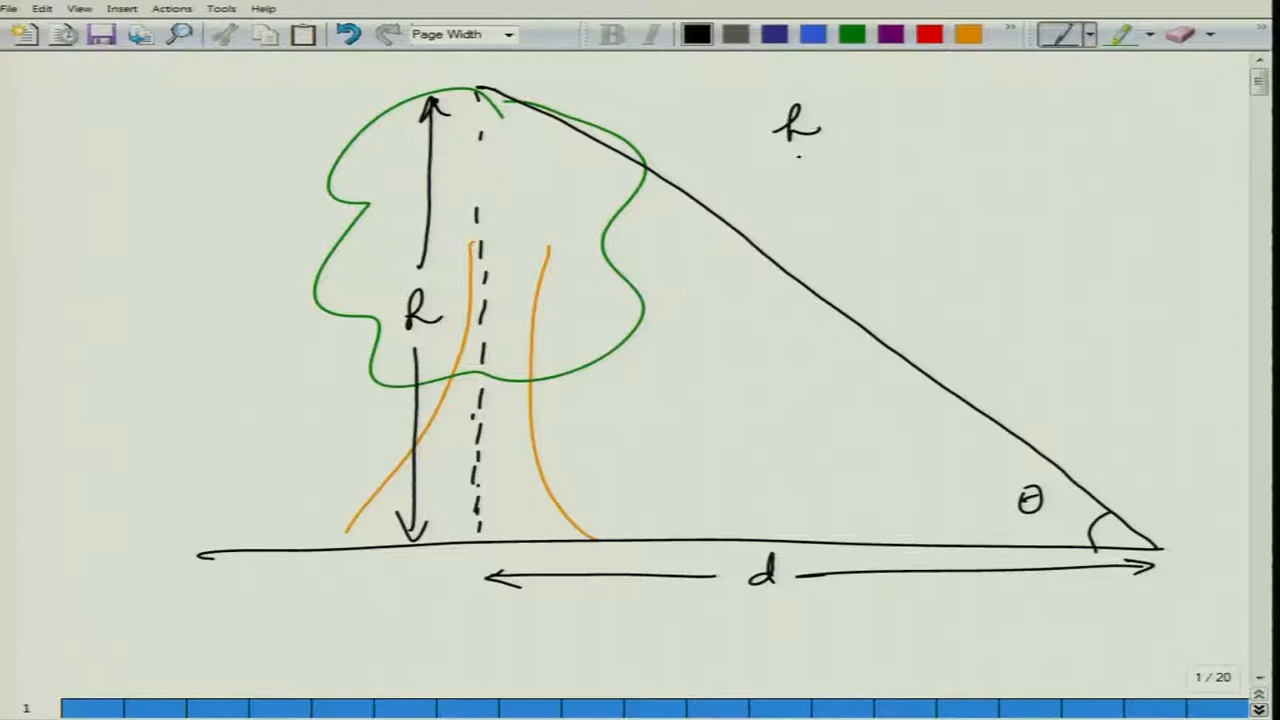 File Edit View Insert Actions Tools Help
Page Width
B I
h
h
θ
d
1 / 20
1